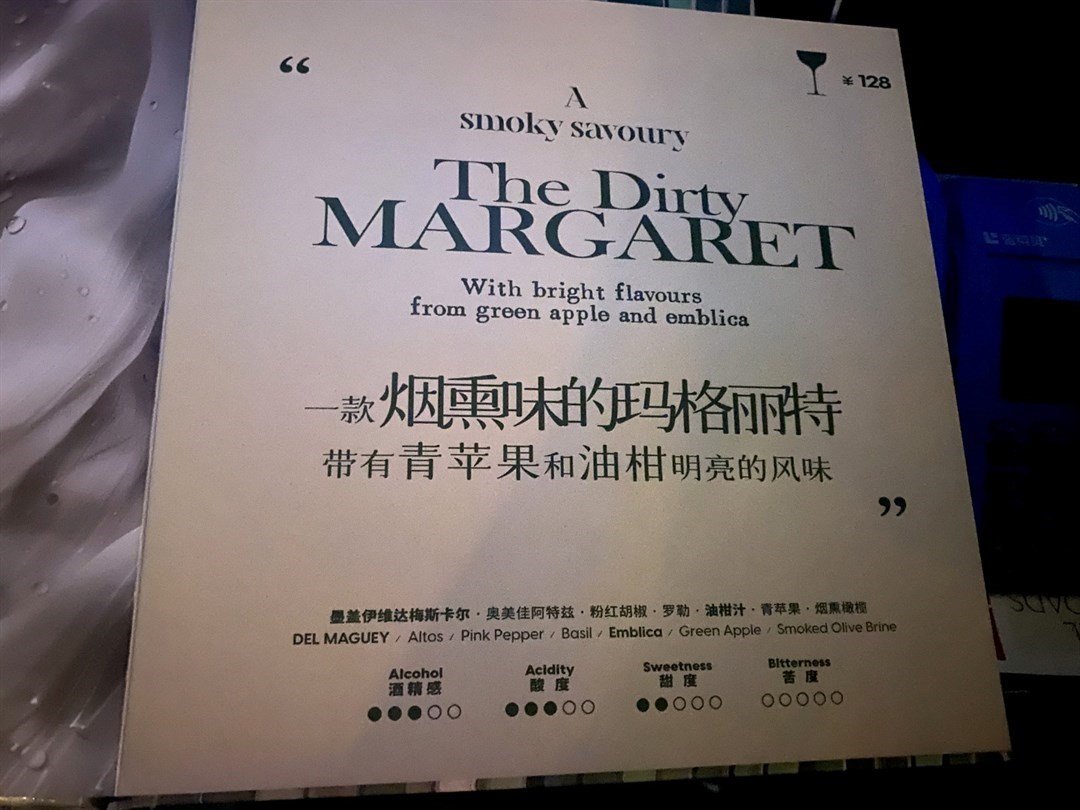 “
¥ 128
A
smoky savoury
The Dirty
MARGARET
With bright flavours
from green apple and emblica
一款烟熏味的玛格丽特
带有青苹果和油柑明亮的风味
”
墨盖伊维达梅斯卡尔 · 奥美佳阿特兹 · 粉红胡椒 · 罗勒 · 油柑汁 · 青苹果 · 烟熏橄榄
DEL MAGUEY / Altos / Pink Pepper / Basil / Emblica / Green Apple / Smoked Olive Brine
Alcohol
酒精感
Acidity
酸 度
Sweetness
甜 度
Bitterness
苦 度